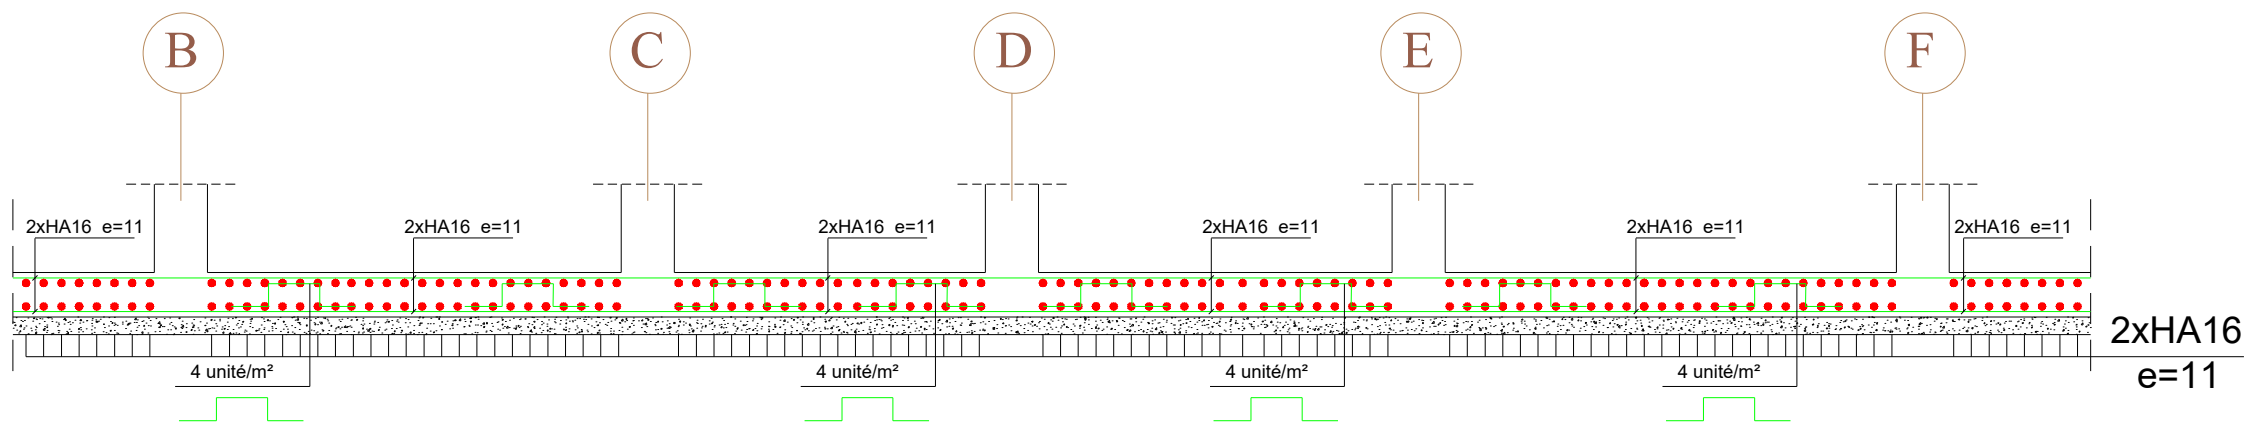 B C D E F
2xHA16 e=11 2xHA16 e=11 2xHA16 e=11 2xHA16 e=11 2xHA16 e=11 2xHA16 e=11
2xHA16
e=11
4 unité/m² 4 unité/m² 4 unité/m² 4 unité/m²